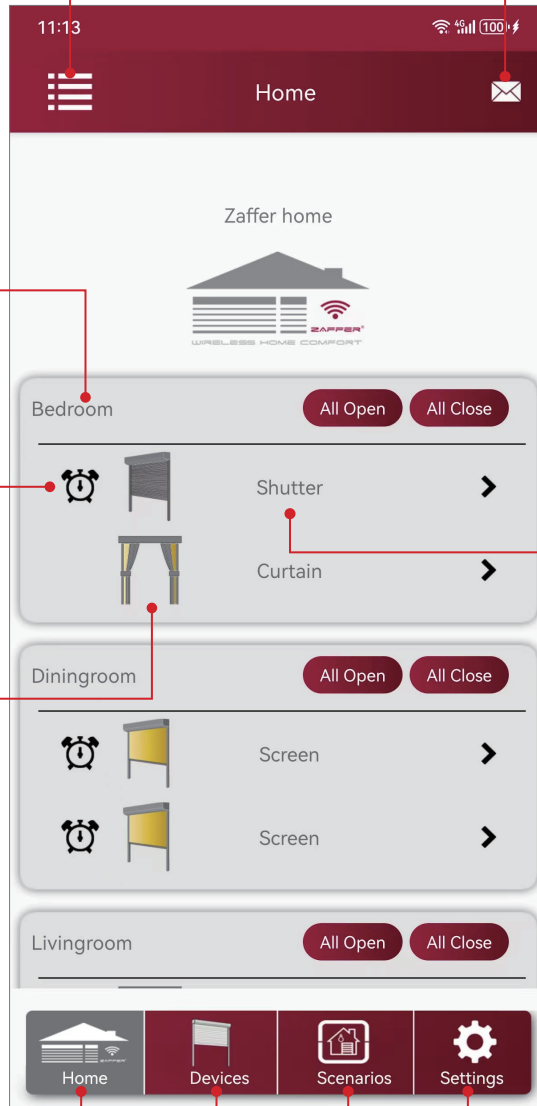 11:13 4G 100
Home
Zaffer home
ZAFFER®
WIRELESS HOME COMFORT
Bedroom All Open All Close
Shutter
Curtain
Diningroom All Open All Close
Screen
Screen
Livingroom All Open All Close
ZAFFER
Home Devices Scenarios Settings